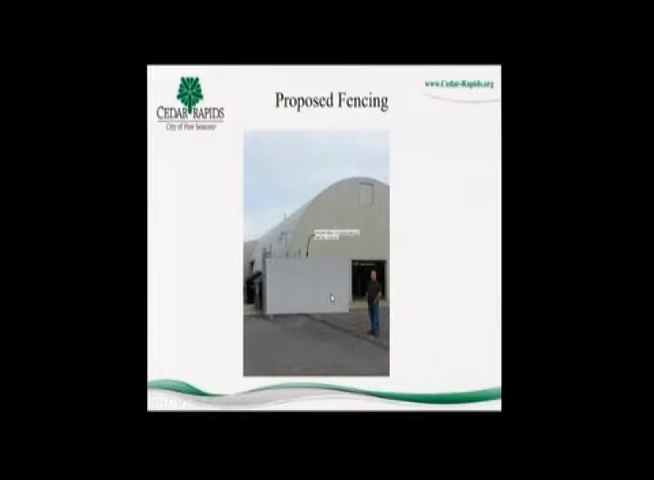 CEDAR RAPIDS
City of Five Seasons
www.Cedar-Rapids.org
Proposed Fencing